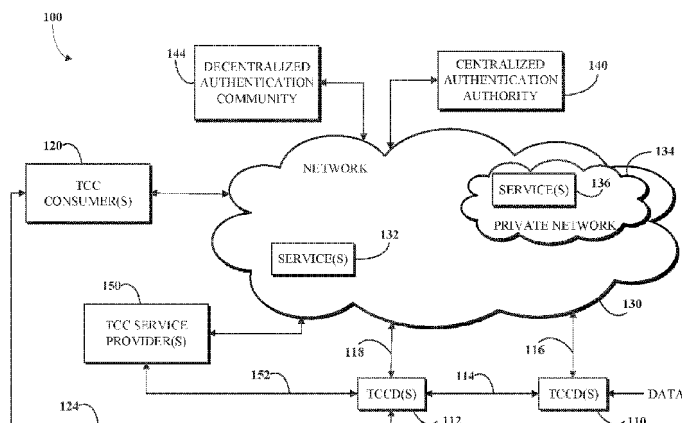 100
144
DECENTRALIZED
AUTHENTICATION
COMMUNITY
CENTRALIZED
AUTHENTICATION
AUTHORITY
140
120
TCC
CONSUMER(S)
NETWORK
134
SERVICE(S)
136
PRIVATE NETWORK
132
SERVICE(S)
150
130
TCC SERVICE
PROVIDER(S)
118
116
152
114
TCCD(S)
TCCD(S)
DATA
124
112
110